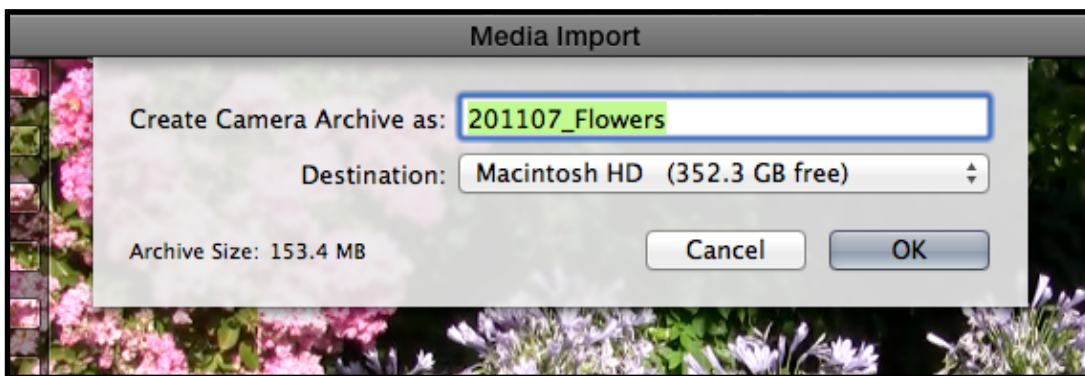 Media Import
Create Camera Archive as: 201107_Flowers
Destination: Macintosh HD (352.3 GB free)
Archive Size: 153.4 MB Cancel OK